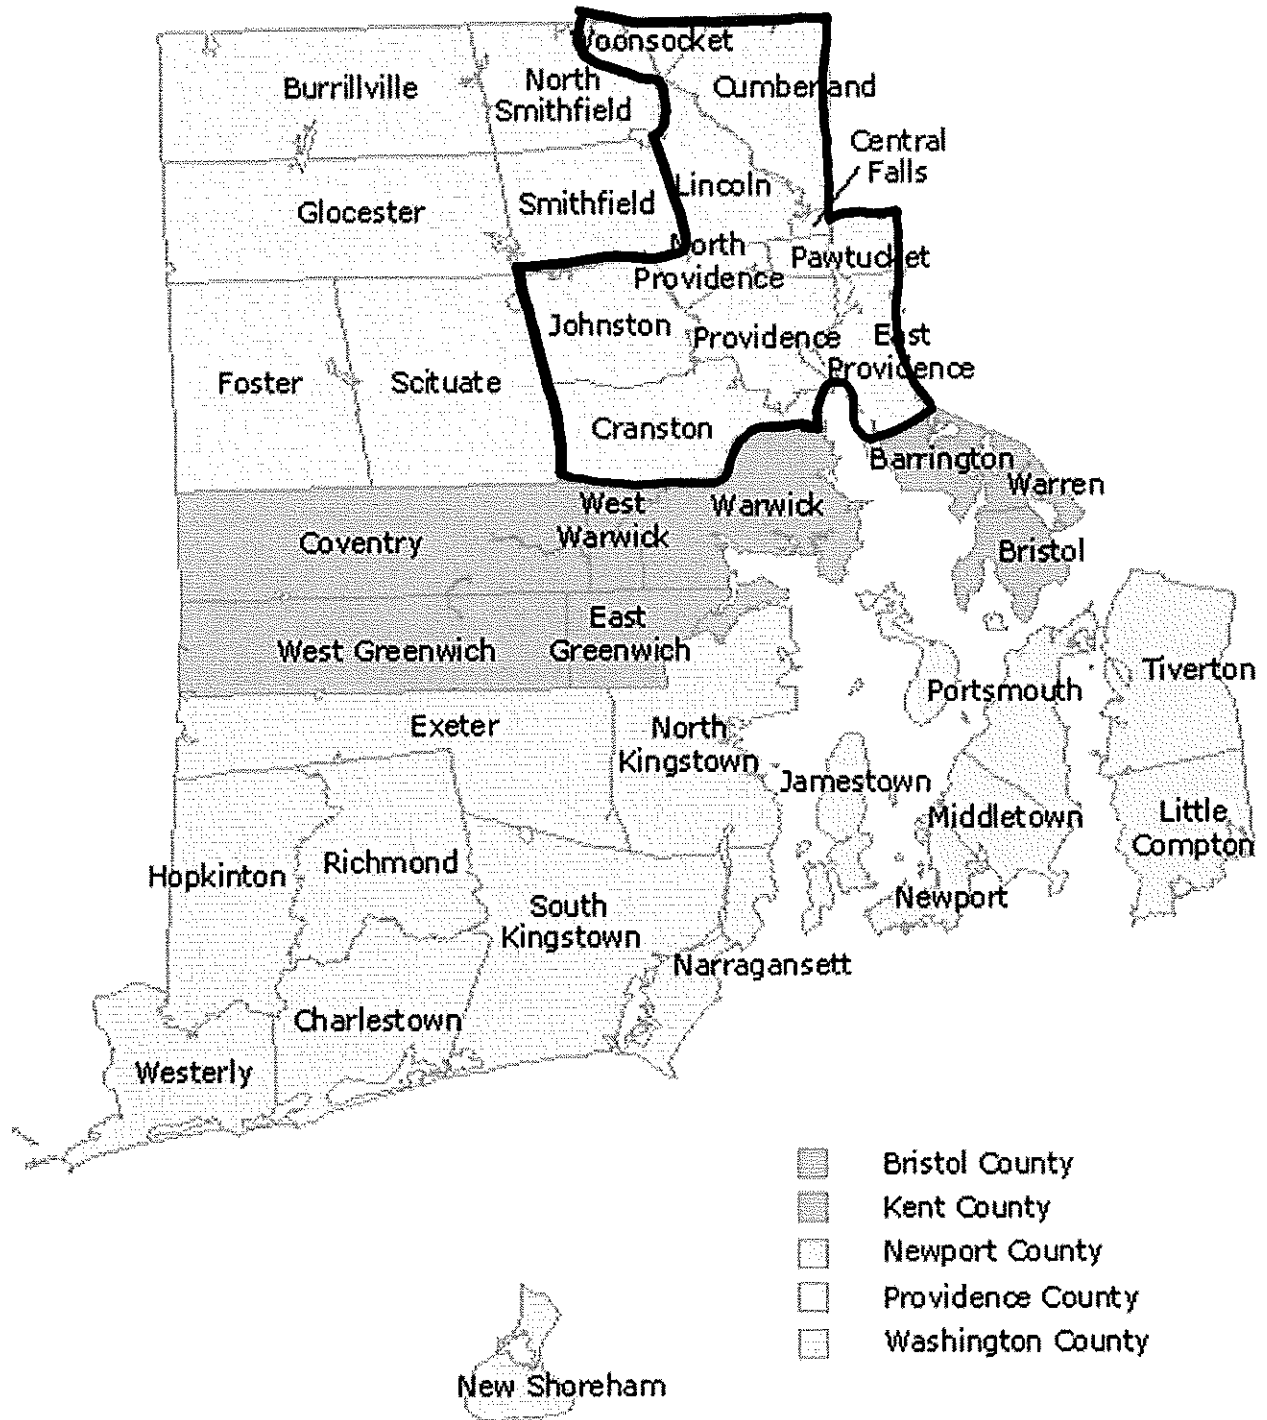 Woonsocket
Burrillville
North
Smithfield
Cumberland
Central
Falls
Lincoln
Glocester
Smithfield
North
Providence
Pawtucket
Johnston
Providence
East
Providence
Foster
Scituate
Cranston
Barrington
Warren
West
Warwick
Warwick
Coventry
Bristol
East
Greenwich
West Greenwich
Tiverton
Portsmouth
Exeter
North
Kingstown
Jamestown
Middletown
Little
Compton
Hopkinton
Richmond
Newport
South
Kingstown
Narragansett
Charlestown
Westerly
Bristol County
Kent County
Newport County
Providence County
Washington County
New Shoreham